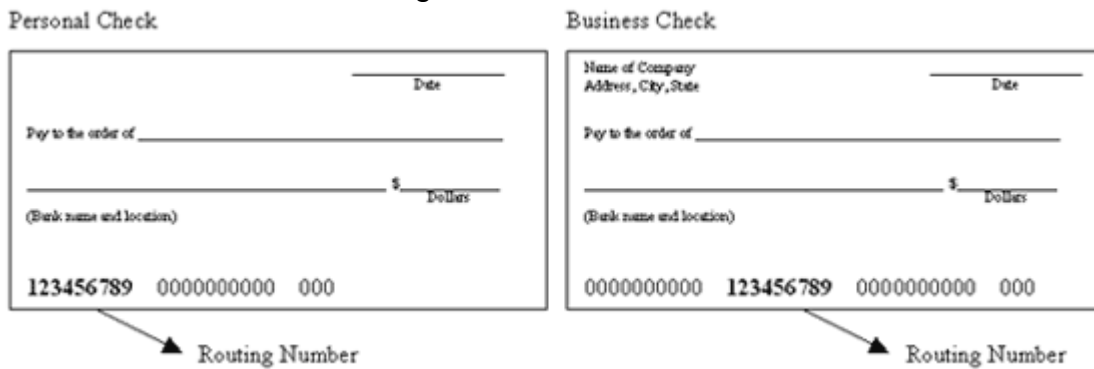 Personal Check
Date
Pay to the order of
$
Dollars
(Bank name and location)
123456789 0000000000 000
Routing Number
Business Check
Name of Company
Address, City, State
Date
Pay to the order of
$
Dollars
(Bank name and location)
0000000000 123456789 0000000000 000
Routing Number